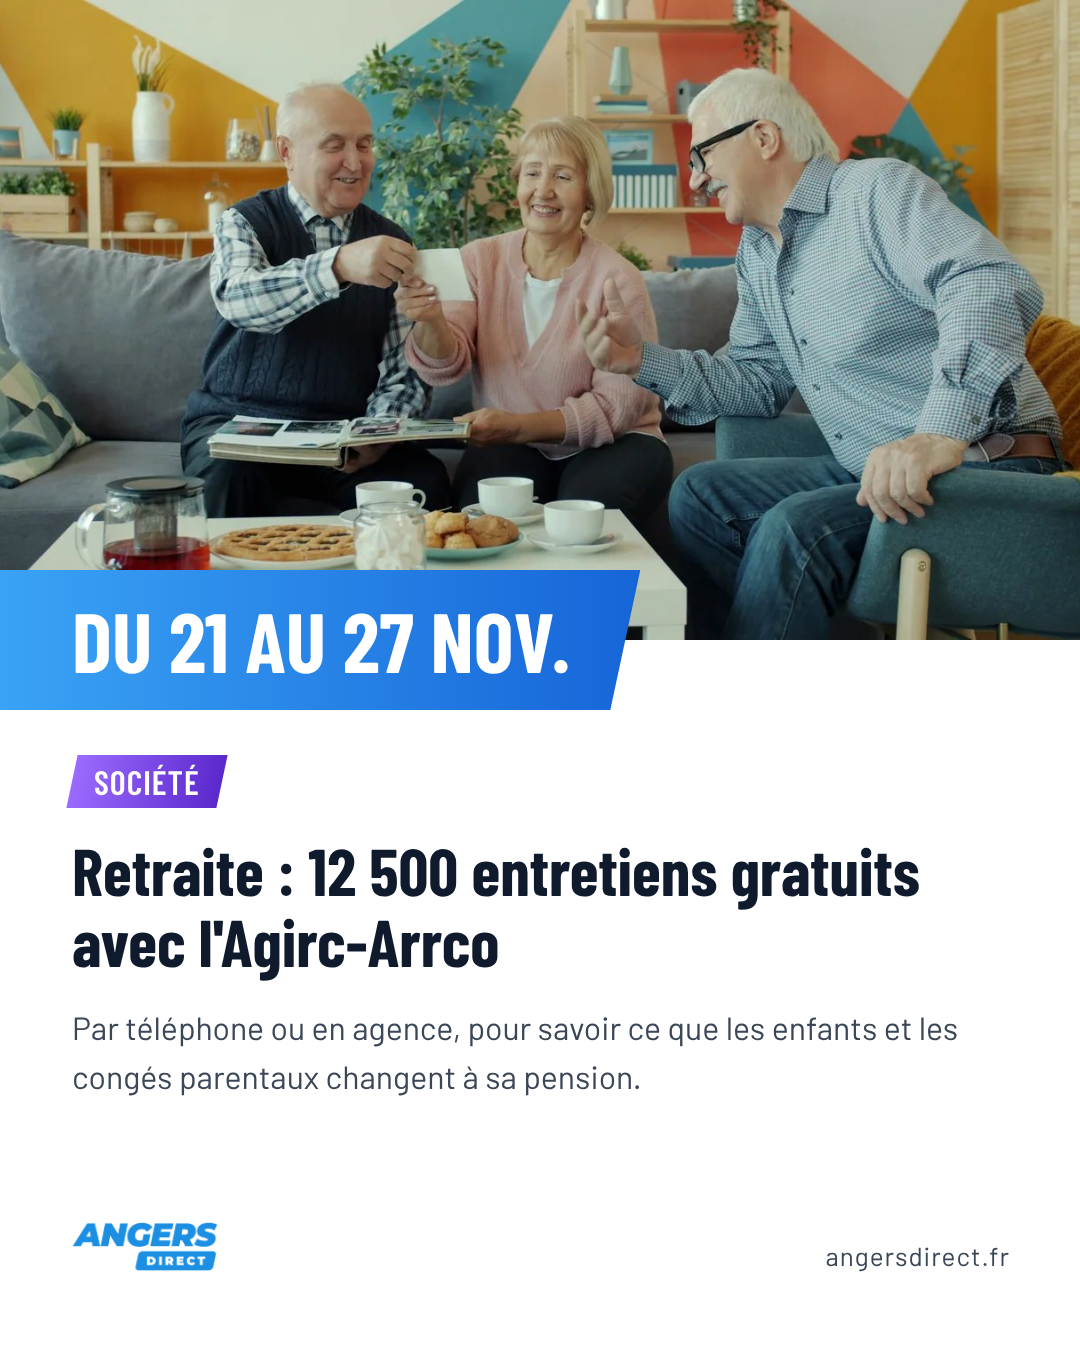 DU 21 AU 27 NOV.
SOCIÉTÉ
Retraite : 12 500 entretiens gratuits
avec l'Agirc-Arrco
Par téléphone ou en agence, pour savoir ce que les enfants et les
congés parentaux changent à sa pension.
ANGERS
DIRECT
angersdirect.fr